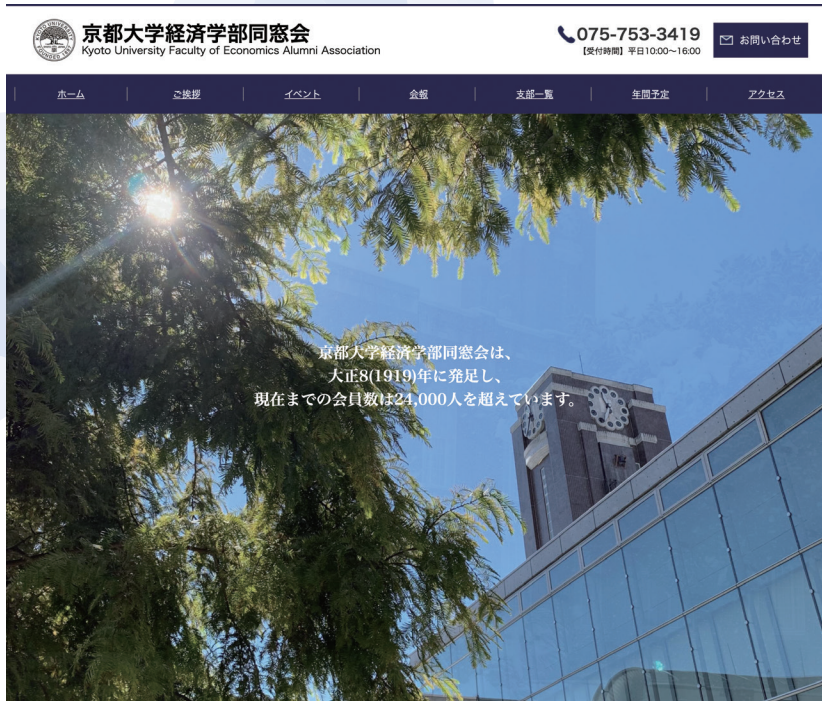 京都大学経済学部同窓会
Kyoto University Faculty of Economics Alumni Association
075-753-3419
【受付時間】平日10:00〜16:00
お問い合わせ
ホーム
ご挨拶
イベント
会報
支部一覧
年間予定
アクセス
京都大学経済学部同窓会は、
大正8(1919)年に発足し、
現在までの会員数は24,000人を超えています。